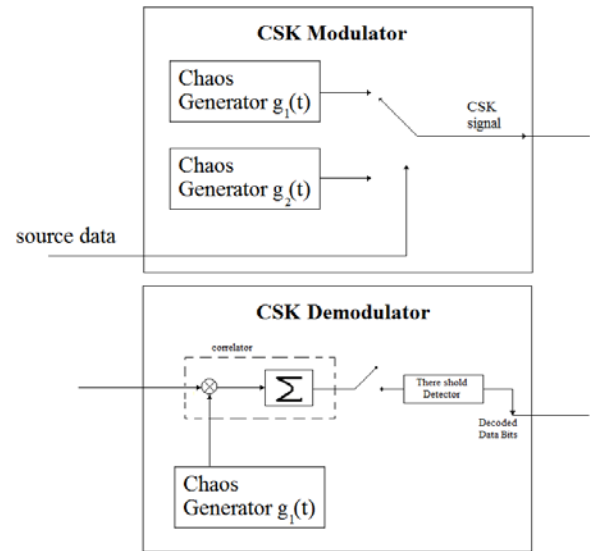 CSK Modulator
Chaos
Generator g₁(t)
CSK
signal
Chaos
Generator g₂(t)
source data
CSK Demodulator
correlator
Σ
There shold
Detector
Decoded
Data Bits
Chaos
Generator g₁(t)